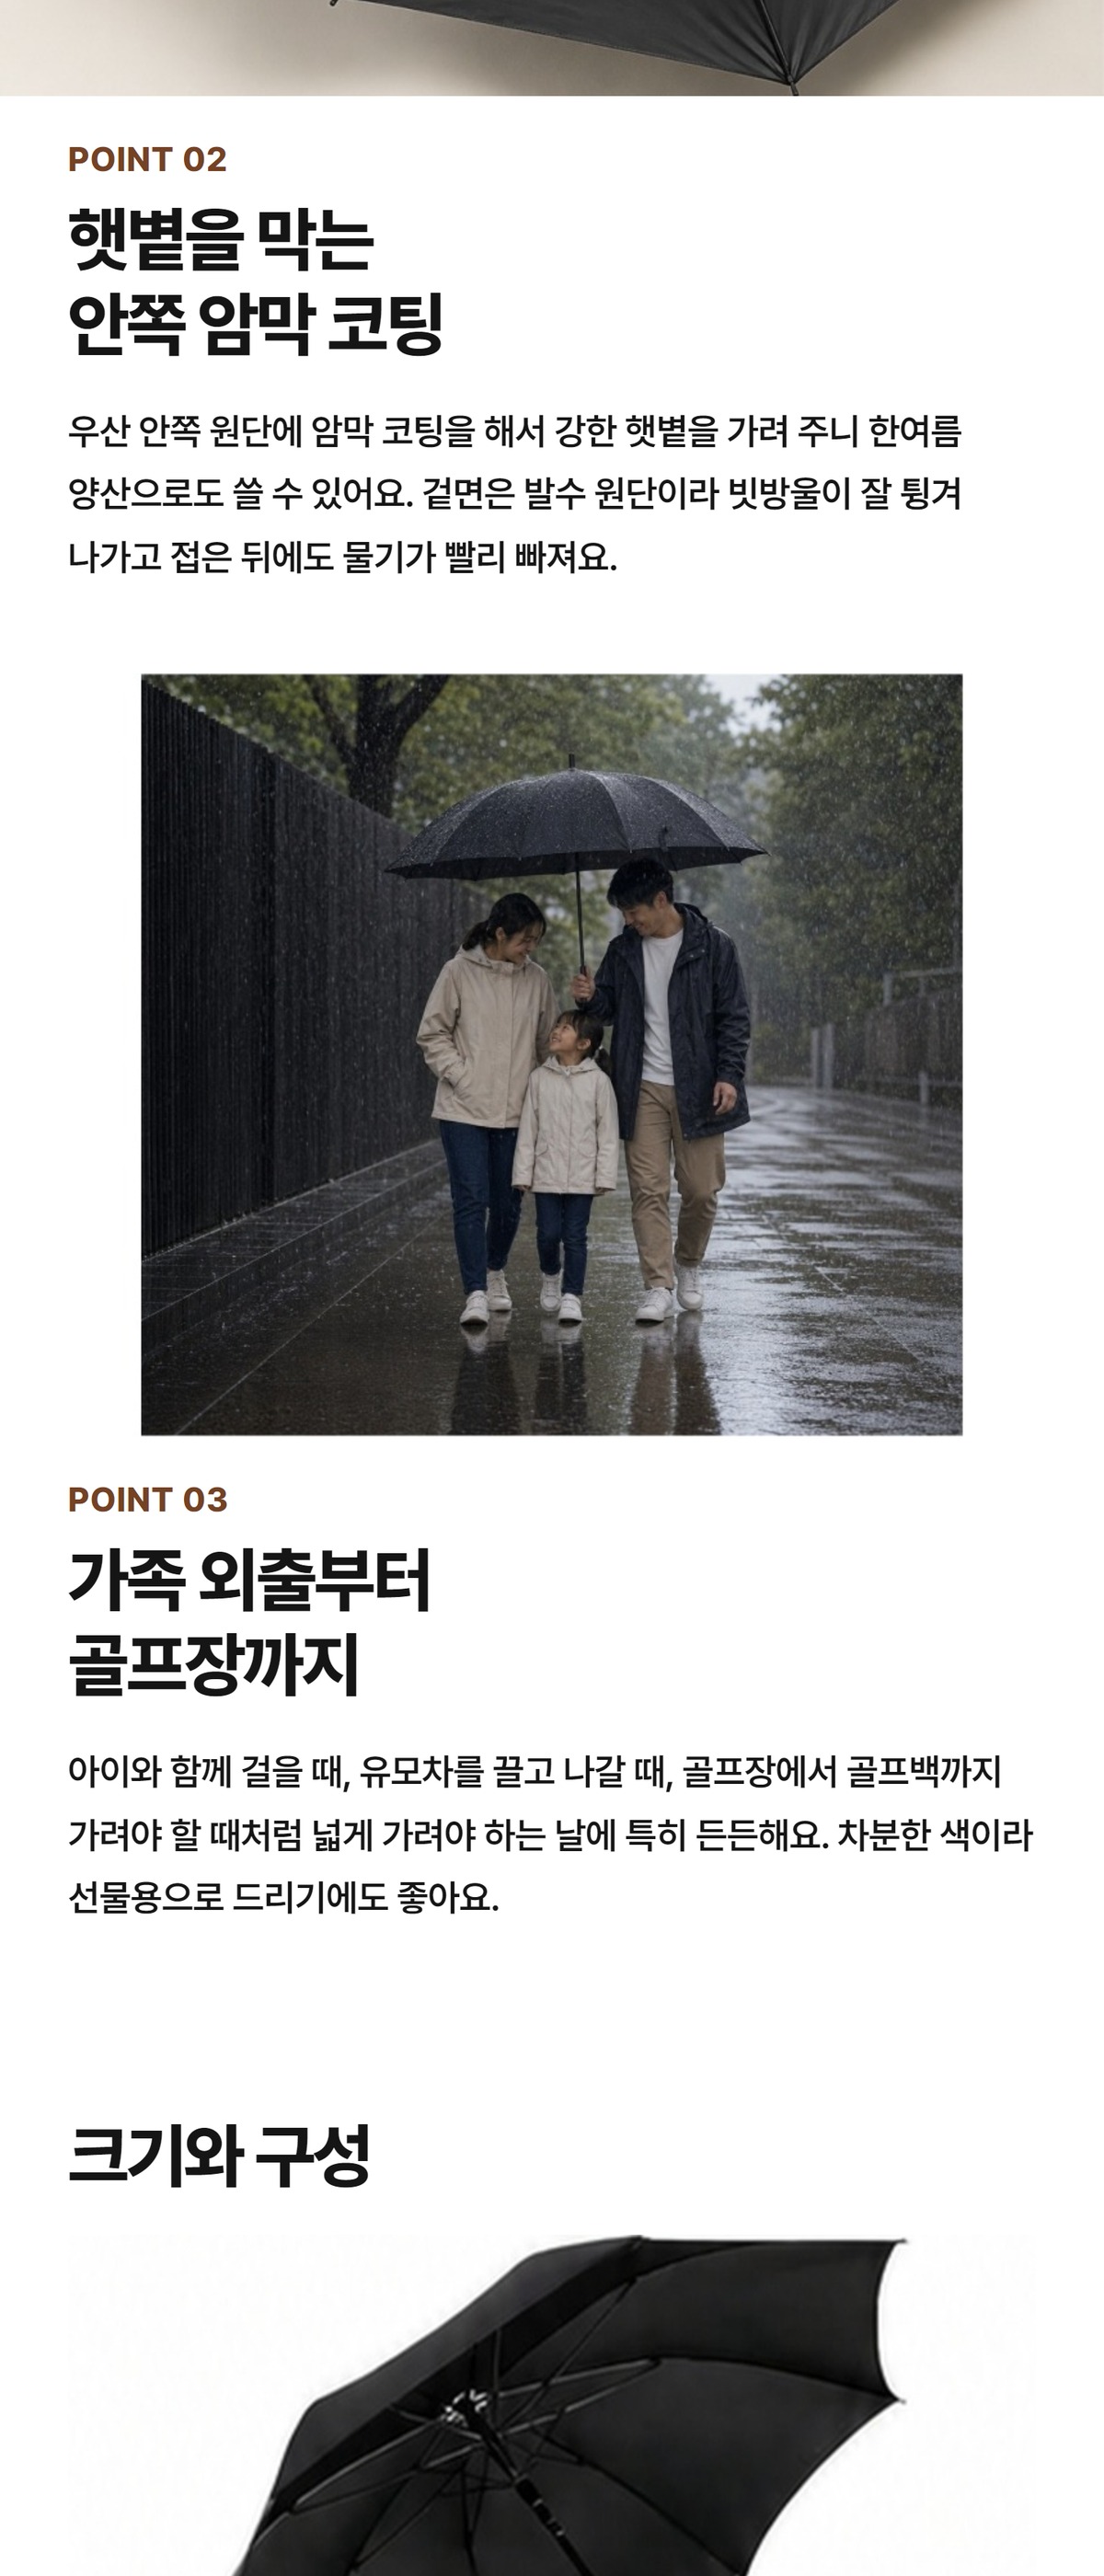 POINT 02
햇볕을 막는
안쪽 암막 코팅
우산 안쪽 원단에 암막 코팅을 해서 강한 햇볕을 가려 주니 한여름
양산으로도 쓸 수 있어요. 겉면은 발수 원단이라 빗방울이 잘 튕겨
나가고 접은 뒤에도 물기가 빨리 빠져요.
POINT 03
가족 외출부터
골프장까지
아이와 함께 걸을 때, 유모차를 끌고 나갈 때, 골프장에서 골프백까지
가려야 할 때처럼 넓게 가려야 하는 날에 특히 든든해요. 차분한 색이라
선물용으로 드리기에도 좋아요.
크기와 구성